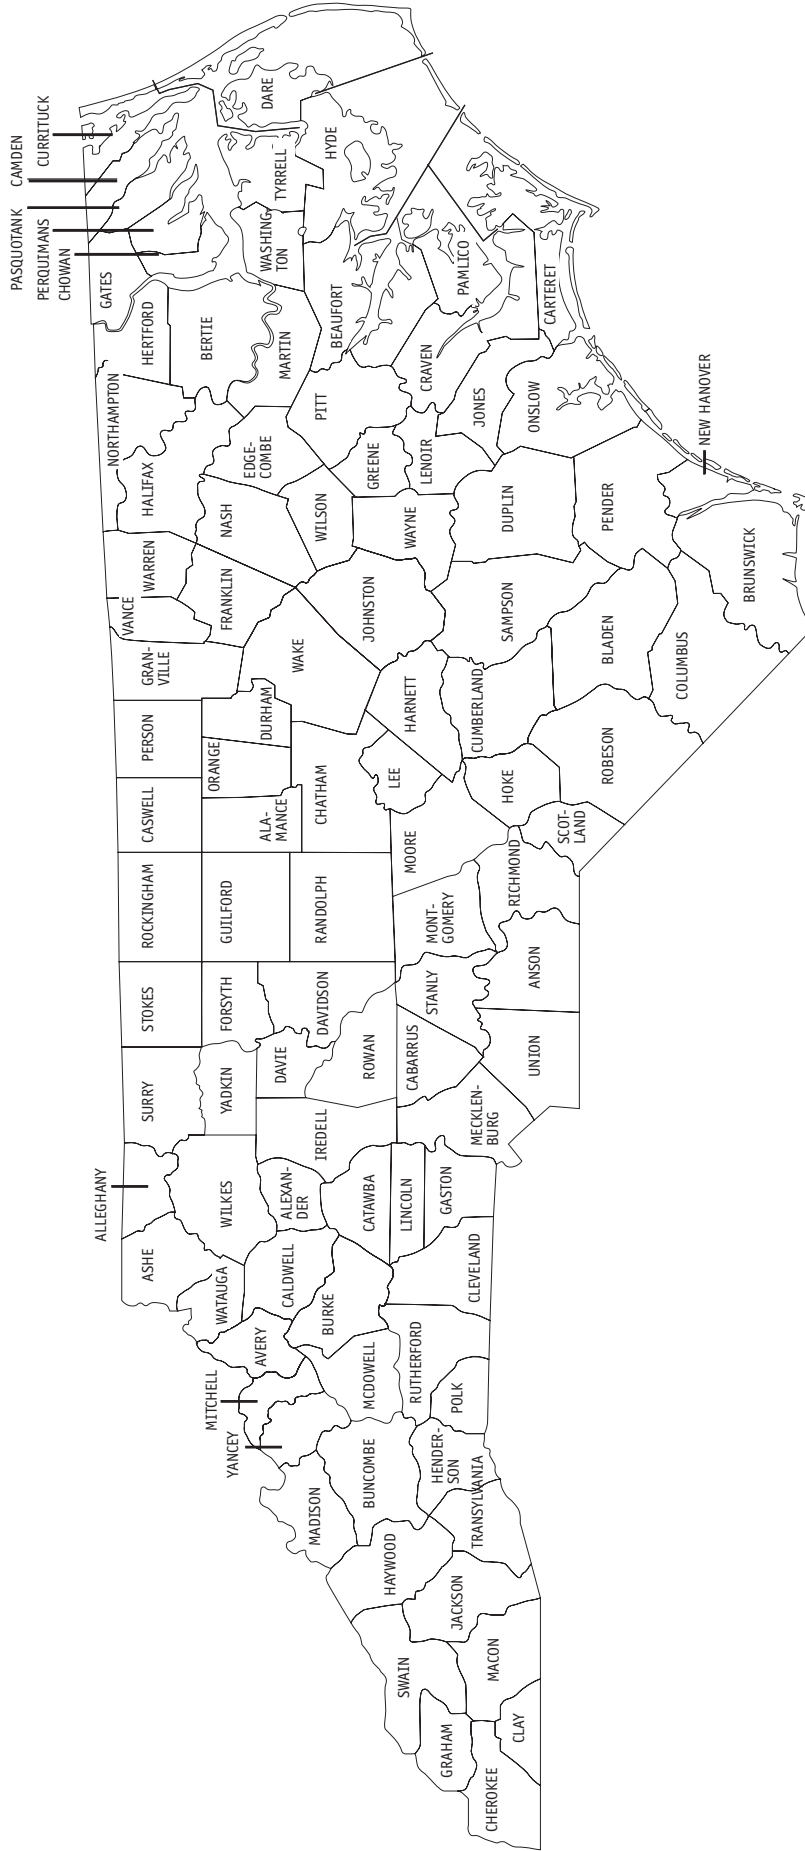 CHEROKEE
GRAHAM
CLAY
SWAIN
MACON
JACKSON
HAYWOOD
TRANSYLVANIA
MADISON
BUNCOMBE
HENDER-
SON
YANCEY
MITCHELL
MCDOWELL
POLK
RUTHERFORD
AVERY
BURKE
WATAUGA
CALDWELL
CLEVELAND
ASHE
ALLEGHANY
WILKES
ALEXAN-
DER
CATAWBA
LINCOLN
GASTON
SURRY
YADKIN
IREDELL
DAVIE
ROWAN
CABARRUS
MECKLEN-
BURG
STOKES
FORSYTH
DAVIDSON
STANLY
UNION
ANSON
ROCKINGHAM
GUILFORD
RANDOLPH
MONT-
GOMERY
RICHMOND
CASWELL
ALA-
MANCE
ORANGE
CHATHAM
MOORE
SCOT-
LAND
HOKE
LEE
PERSON
DURHAM
GRAN-
VILLE
WAKE
HARNETT
CUMBERLAND
ROBESON
VANCE
WARREN
FRANKLIN
JOHNSTON
SAMPSON
BLADEN
COLUMBUS
BRUNSWICK
NORTHAMPTON
HALIFAX
NASH
EDGE-
COMBE
WILSON
WAYNE
DUPLIN
PENDER
NEW HANOVER
HERTFORD
BERTIE
MARTIN
PITT
GREENE
LENOIR
JONES
ONSLOW
GATES
CHOWAN
PERQUIMANS
PASQUOTANK
CAMDEN
CURRITUCK
WASHING
TON
TYRRELL
DARE
HYDE
BEAUFORT
CRAVEN
PAMLICO
CARTERET